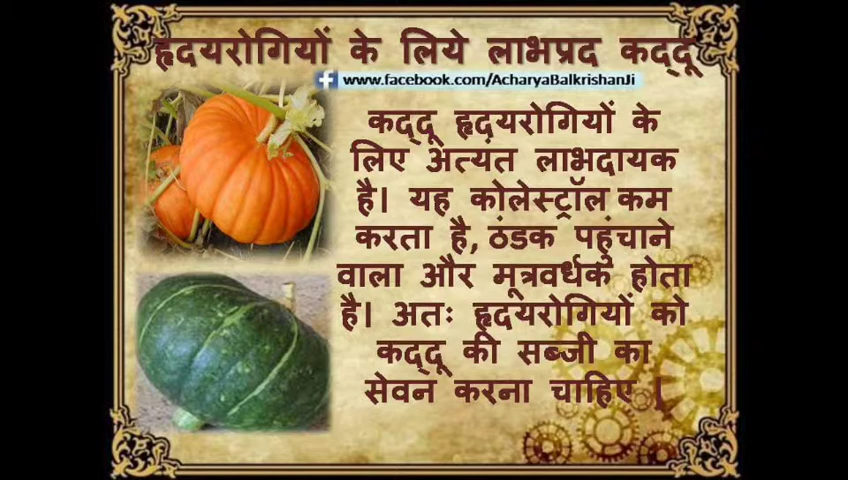 हृदयरोगियों के लिये लाभप्रद कद्दू
www.facebook.com/AcharyaBalkrishanJi
कद्दू हृदयरोगियों के
लिए अत्यंत लाभदायक
है। यह कोलेस्ट्रॉल कम
करता है, ठंडक पहुंचाने
वाला और मूत्रवर्धक होता
है। अतः हृदयरोगियों को
कद्दू की सब्जी का
सेवन करना चाहिए |